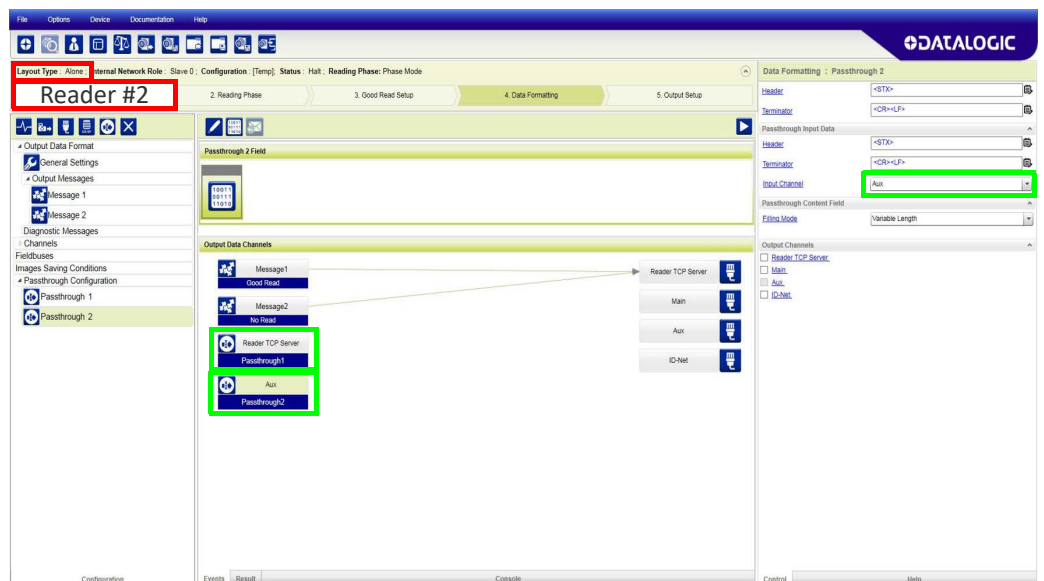 File Options Device Documentation Help
DATALOGIC
Layout Type : Alone ; Internal Network Role : Slave 0 ; Configuration : [Temp]; Status : Halt ; Reading Phase: Phase Mode
Reader #2
2. Reading Phase 3. Good Read Setup 4. Data Formatting 5. Output Setup
Output Data Format
General Settings
Output Messages
Message 1
Message 2
Diagnostic Messages
Channels
Fieldbuses
Images Saving Conditions
Passthrough Configuration
Passthrough 1
Passthrough 2
Configuration
Passthrough 2 Field
10011
00111
11010
Output Data Channels
Message1
Good Read
Message2
No Read
Reader TCP Server
Passthrough1
Aux
Passthrough2
Reader TCP Server
Main
Aux
ID-Net
Events Result Console
Data Formatting : Passthrough 2
Header <STX>
Terminator <CR><LF>
Passthrough Input Data
Header <STX>
Terminator <CR><LF>
Input Channel Aux
Passthrough Content Field
Filling Mode Variable Length
Output Channels
Reader TCP Server
Main
Aux
ID-Net
Control Help